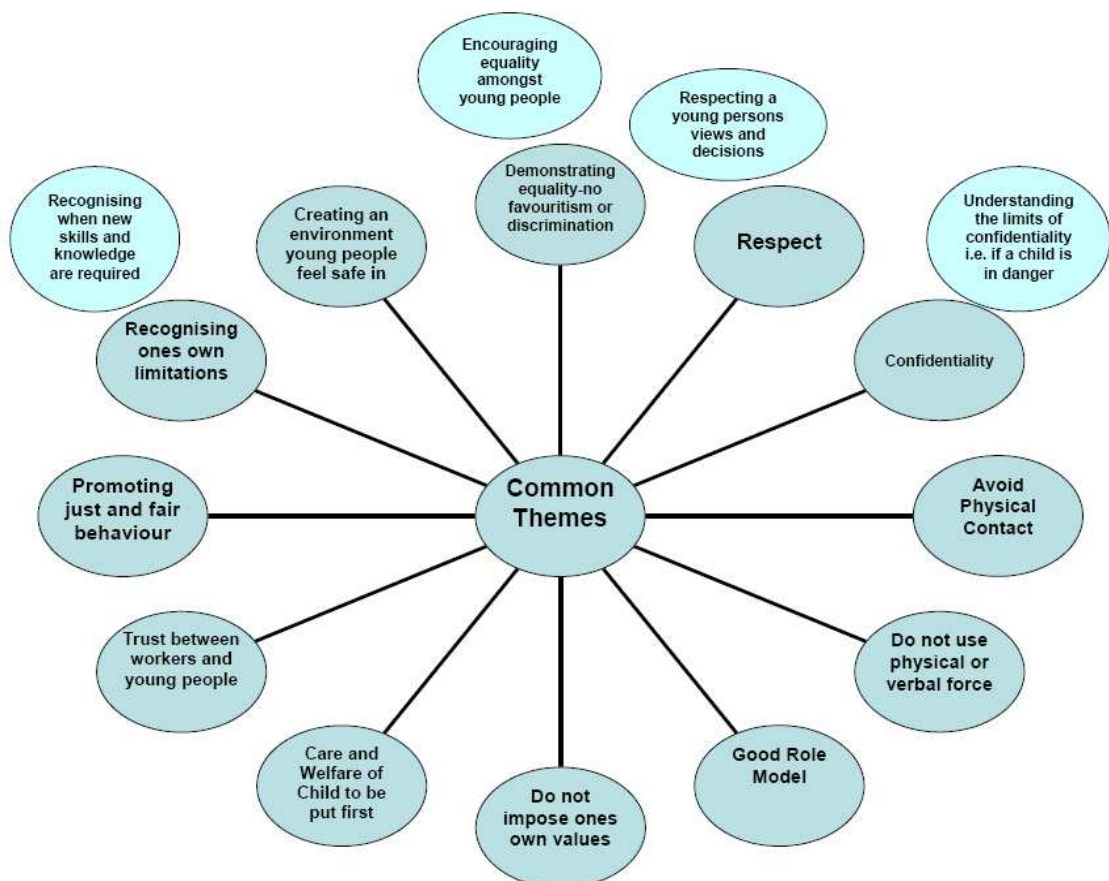 Encouraging
equality
amongst
young people
Respecting a
young persons
views and
decisions
Recognising
when new
skills and
knowledge
are required
Creating an
environment
young people
feel safe in
Demonstrating
equality-no
favouritism or
discrimination
Respect
Understanding
the limits of
confidentiality
i.e. if a child is
in danger
Recognising
ones own
limitations
Confidentiality
Promoting
just and fair
behaviour
Common
Themes
Avoid
Physical
Contact
Trust between
workers and
young people
Do not use
physical or
verbal force
Care and
Welfare of
Child to be
put first
Do not
impose ones
own values
Good Role
Model